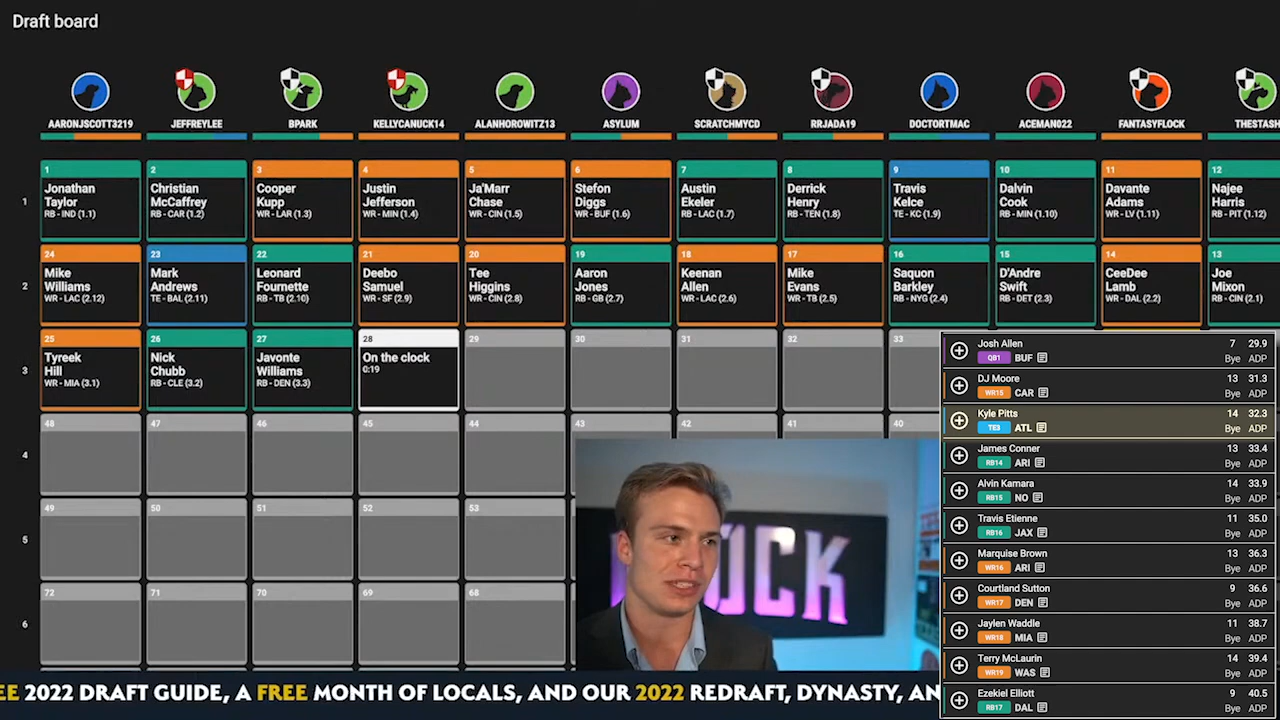 Draft board
AARONJSCOTT3219 JEFFREYLEE BPARK KELLYCANUCK14 ALANHOROWITZ13 ASYLUM SCRATCHMYCD RRJADA19 DOCTORTMAC ACEMAN022 FANTASYFLOCK THESTASH
1
1 Jonathan Taylor RB - IND (1.1)
2 Christian McCaffrey RB - CAR (1.2)
3 Cooper Kupp WR - LAR (1.3)
4 Justin Jefferson WR - MIN (1.4)
5 Ja'Marr Chase WR - CIN (1.5)
6 Stefon Diggs WR - BUF (1.6)
7 Austin Ekeler RB - LAC (1.7)
8 Derrick Henry RB - TEN (1.8)
9 Travis Kelce TE - KC (1.9)
10 Dalvin Cook RB - MIN (1.10)
11 Davante Adams WR - LV (1.11)
12 Najee Harris RB - PIT (1.12)
2
24 Mike Williams WR - LAC (2.12)
23 Mark Andrews TE - BAL (2.11)
22 Leonard Fournette RB - TB (2.10)
21 Deebo Samuel WR - SF (2.9)
20 Tee Higgins WR - CIN (2.8)
19 Aaron Jones RB - GB (2.7)
18 Keenan Allen WR - LAC (2.6)
17 Mike Evans WR - TB (2.5)
16 Saquon Barkley RB - NYG (2.4)
15 D'Andre Swift RB - DET (2.3)
14 CeeDee Lamb WR - DAL (2.2)
13 Joe Mixon RB - CIN (2.1)
3
25 Tyreek Hill WR - MIA (3.1)
26 Nick Chubb RB - CLE (3.2)
27 Javonte Williams RB - DEN (3.3)
28 On the clock 0:19
29 30 31 32 33
4
48 47 46 45 44 43 42 41 40
5
49 50 51 52 53
6
72 71 70 69 68
Josh Allen 7 29.9
QB1 BUF Bye ADP
DJ Moore 13 31.3
WR15 CAR Bye ADP
Kyle Pitts 14 32.3
TE3 ATL Bye ADP
James Conner 13 33.4
RB14 ARI Bye ADP
Alvin Kamara 14 33.9
RB15 NO Bye ADP
Travis Etienne 11 35.0
RB16 JAX Bye ADP
Marquise Brown 13 36.3
WR16 ARI Bye ADP
Courtland Sutton 9 36.6
WR17 DEN Bye ADP
Jaylen Waddle 11 38.7
WR18 MIA Bye ADP
Terry McLaurin 14 39.4
WR19 WAS Bye ADP
Ezekiel Elliott 9 40.5
RB17 DAL Bye ADP
OCK
EE 2022 DRAFT GUIDE, A FREE MONTH OF LOCALS, AND OUR 2022 REDRAFT, DYNASTY, AN